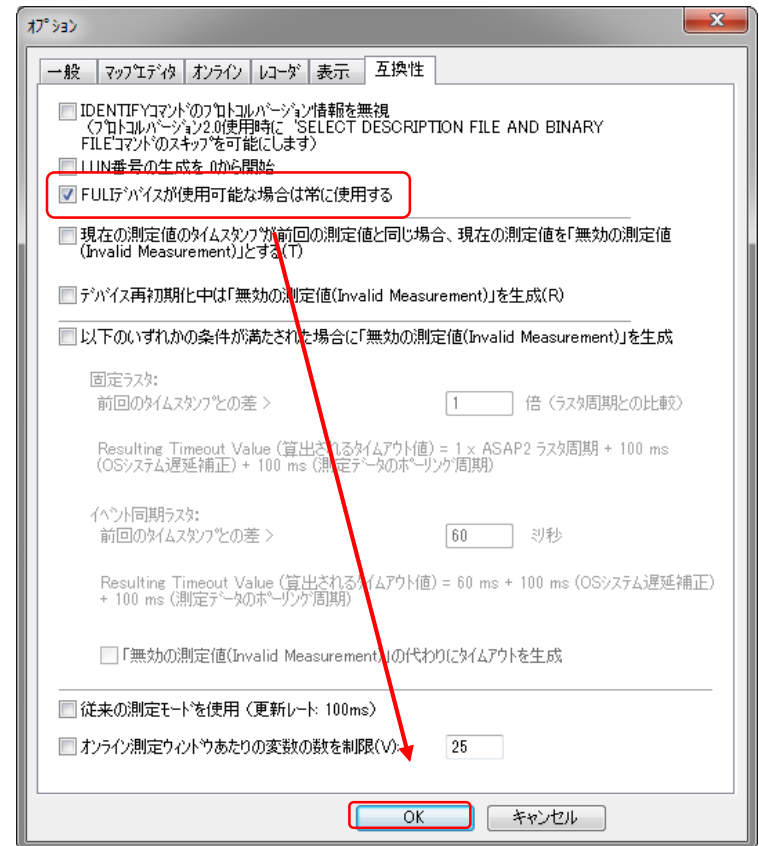 オプション
一般 マップエディタ オンライン レコーダ 表示 互換性
IDENTIFYコマンドのプロトコルバージョン情報を無視
(プロトコルバージョン2.0使用時に 'SELECT DESCRIPTION FILE AND BINARY
FILE'コマンドのスキップを可能にします)
LUN番号の生成を 0から開始
FULIデバイスが使用可能な場合は常に使用する
現在の測定値のタイムスタンプが前回の測定値と同じ場合、現在の測定値を「無効の測定値
(Invalid Measurement)」とする(T)
デバイス再初期化中は「無効の測定値(Invalid Measurement)」を生成(R)
以下のいずれかの条件が満たされた場合に「無効の測定値(Invalid Measurement)」を生成
固定ラスタ:
前回のタイムスタンプとの差 > 1 倍 (ラスタ周期との比較)
Resulting Timeout Value (算出されるタイムアウト値) = 1 x ASAP2 ラスタ周期 + 100 ms
(OSシステム遅延補正) + 100 ms (測定データのポーリング周期)
イベント同期ラスタ:
前回のタイムスタンプとの差 > 60 ミリ秒
Resulting Timeout Value (算出されるタイムアウト値) = 60 ms + 100 ms (OSシステム遅延補正)
+ 100 ms (測定データのポーリング周期)
「無効の測定値(Invalid Measurement)」の代わりにタイムアウトを生成
従来の測定モードを使用 (更新レート: 100ms)
オンライン測定ウィンドウあたりの変数の数を制限(V): 25
OK キャンセル